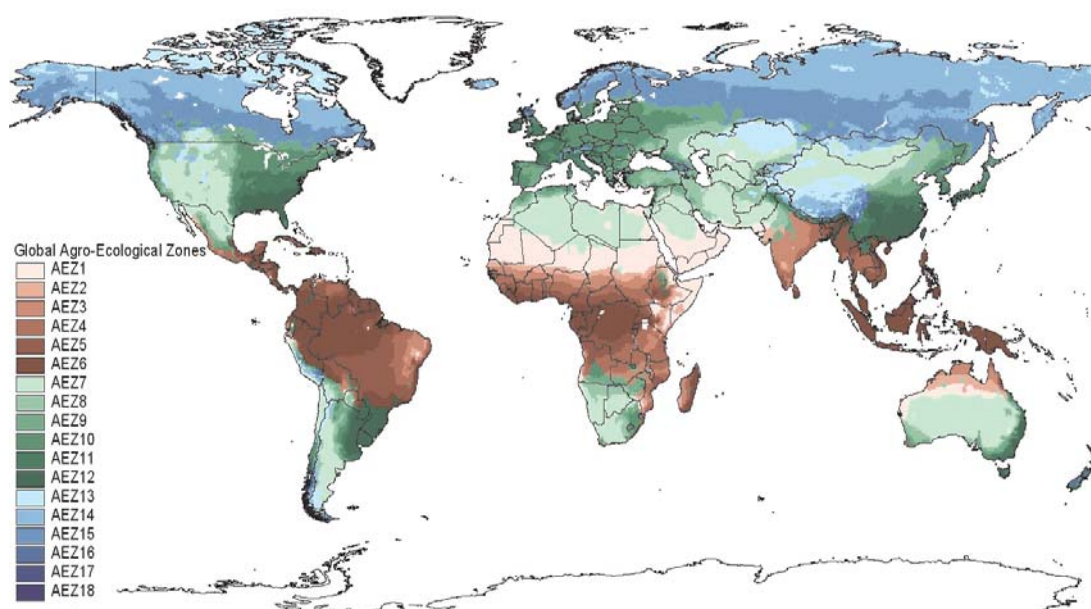 Global Agro-Ecological Zones
AEZ1
AEZ2
AEZ3
AEZ4
AEZ5
AEZ6
AEZ7
AEZ8
AEZ9
AEZ10
AEZ11
AEZ12
AEZ13
AEZ14
AEZ15
AEZ16
AEZ17
AEZ18